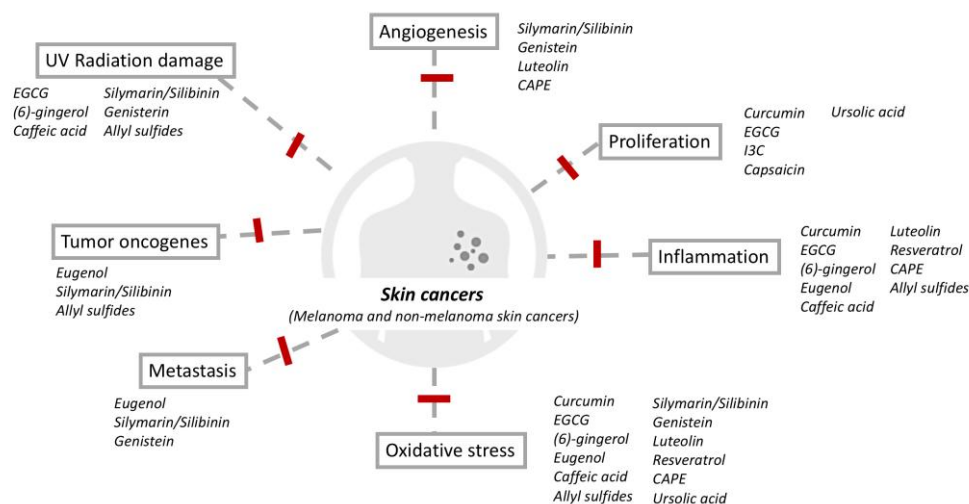 Angiogenesis
Silymarin/Silibinin
Genistein
Luteolin
CAPE
UV Radiation damage
EGCG
(6)-gingerol
Caffeic acid
Silymarin/Silibinin
Genisterin
Allyl sulfides
Proliferation
Curcumin
EGCG
I3C
Capsaicin
Ursolic acid
Tumor oncogenes
Eugenol
Silymarin/Silibinin
Allyl sulfides
Inflammation
Curcumin
EGCG
(6)-gingerol
Eugenol
Caffeic acid
Luteolin
Resveratrol
CAPE
Allyl sulfides
Skin cancers
(Melanoma and non-melanoma skin cancers)
Metastasis
Eugenol
Silymarin/Silibinin
Genistein
Oxidative stress
Curcumin
EGCG
(6)-gingerol
Eugenol
Caffeic acid
Allyl sulfides
Silymarin/Silibinin
Genistein
Luteolin
Resveratrol
CAPE
Ursolic acid